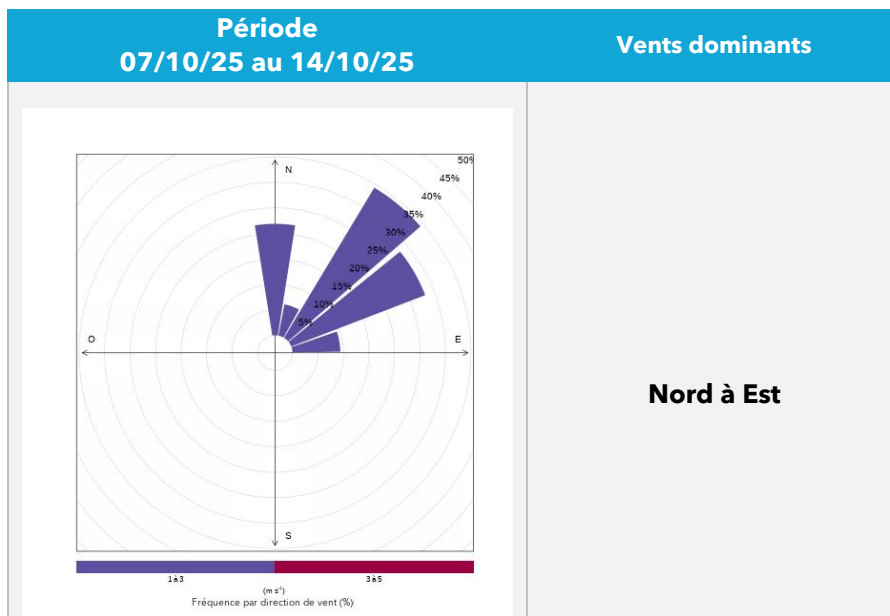 Période
07/10/25 au 14/10/25
Vents dominants
50%
45%
40%
35%
30%
25%
20%
15%
10%
5%
N
O
E
S
Nord à Est
1 à 3
3 à 5
(m s⁻¹)
Fréquence par direction de vent (%)